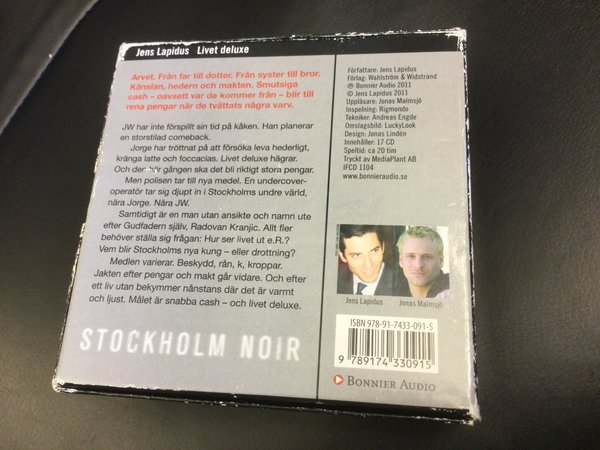 Jens Lapidus Livet deluxe
Arvet. Från far till dotter. Från syster till bror.
Känslan, hedern och makten. Smutsiga
cash – oavsett var de kommer från – blir till
rena pengar när de tvättats några varv.
JW har inte förspillt sin tid på kåken. Han planerar
en storstilad comeback.
Jorge har tröttnat på att försöka leva hederligt,
kränga latte och foccacias. Livet deluxe hägrar.
Och den här gången ska det bli riktigt stora pengar.
Men polisen tar till nya medel. En undercover-
operatör tar sig djupt in i Stockholms undre värld,
nära Jorge. Nära JW.
Samtidigt är en man utan ansikte och namn ute
efter Gudfadern själv, Radovan Kranjic. Allt fler
behöver ställa sig frågan: Hur ser livet ut e.R.?
Vem blir Stockholms nya kung – eller drottning?
Medlen varierar. Beskydd, rån, k, kroppar.
Jakten efter pengar och makt går vidare. Och efter
ett liv utan bekymmer nånstans där det är varmt
och ljust. Målet är snabba cash – och livet deluxe.
STOCKHOLM NOIR
Författare: Jens Lapidus
Förlag: Wahlström & Widstrand
℗ Bonnier Audio 2011
© Jens Lapidus 2011
Uppläsare: Jonas Malmsjö
Inspelning: Rigmondo
Tekniker: Andreas Engde
Omslagsbild: LuckyLook
Design: Jonas Lindén
Innehåller: 17 CD
Speltid: ca 20 tim
Tryckt av MediaPlant AB
IFCD 1104
www.bonnieraudio.se
Jens Lapidus Jonas Malmsjö
ISBN 978-91-7433-091-5
9 789174 330915
BONNIER AUDIO